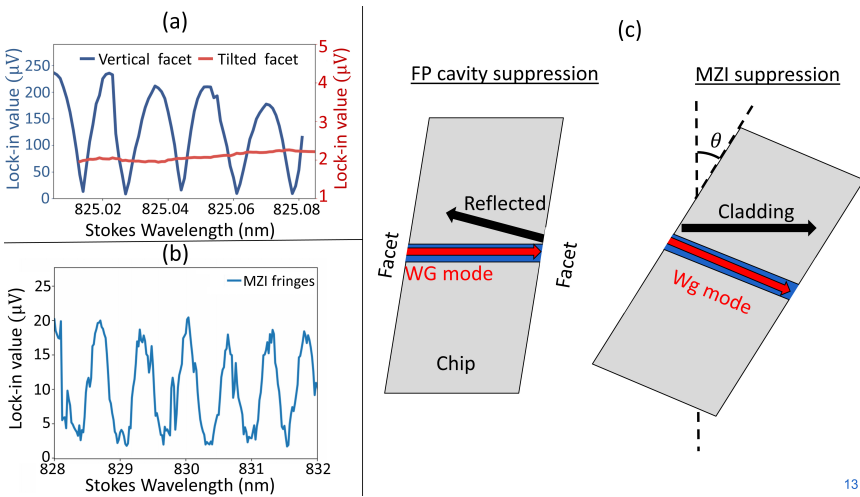 (a)
Vertical facet
Tilted facet
Lock-in value (μV)
250
200
150
100
50
0
5
4
3
2
1
Lock-in value (μV)
825.02
825.04
825.06
825.08
Stokes Wavelength (nm)
(b)
MZI fringes
Lock-in value (μV)
25
20
15
10
5
0
828
829
830
831
832
Stokes Wavelength (nm)
(c)
FP cavity suppression
MZI suppression
θ
Reflected
Cladding
Facet
WG mode
Facet
Wg mode
Chip
13